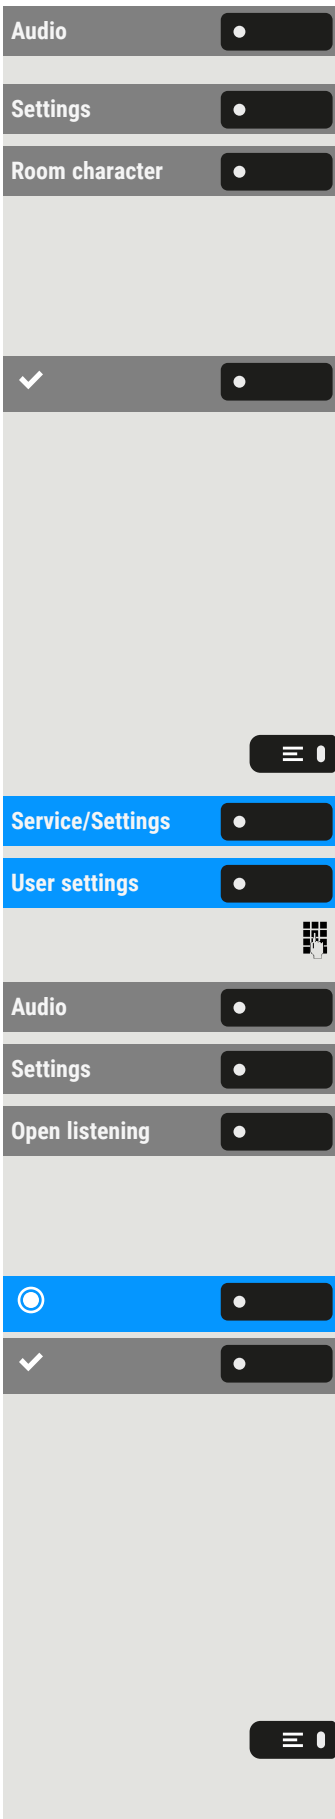 Audio
Settings
Room character
Service/Settings
User settings
Audio
Settings
Open listening